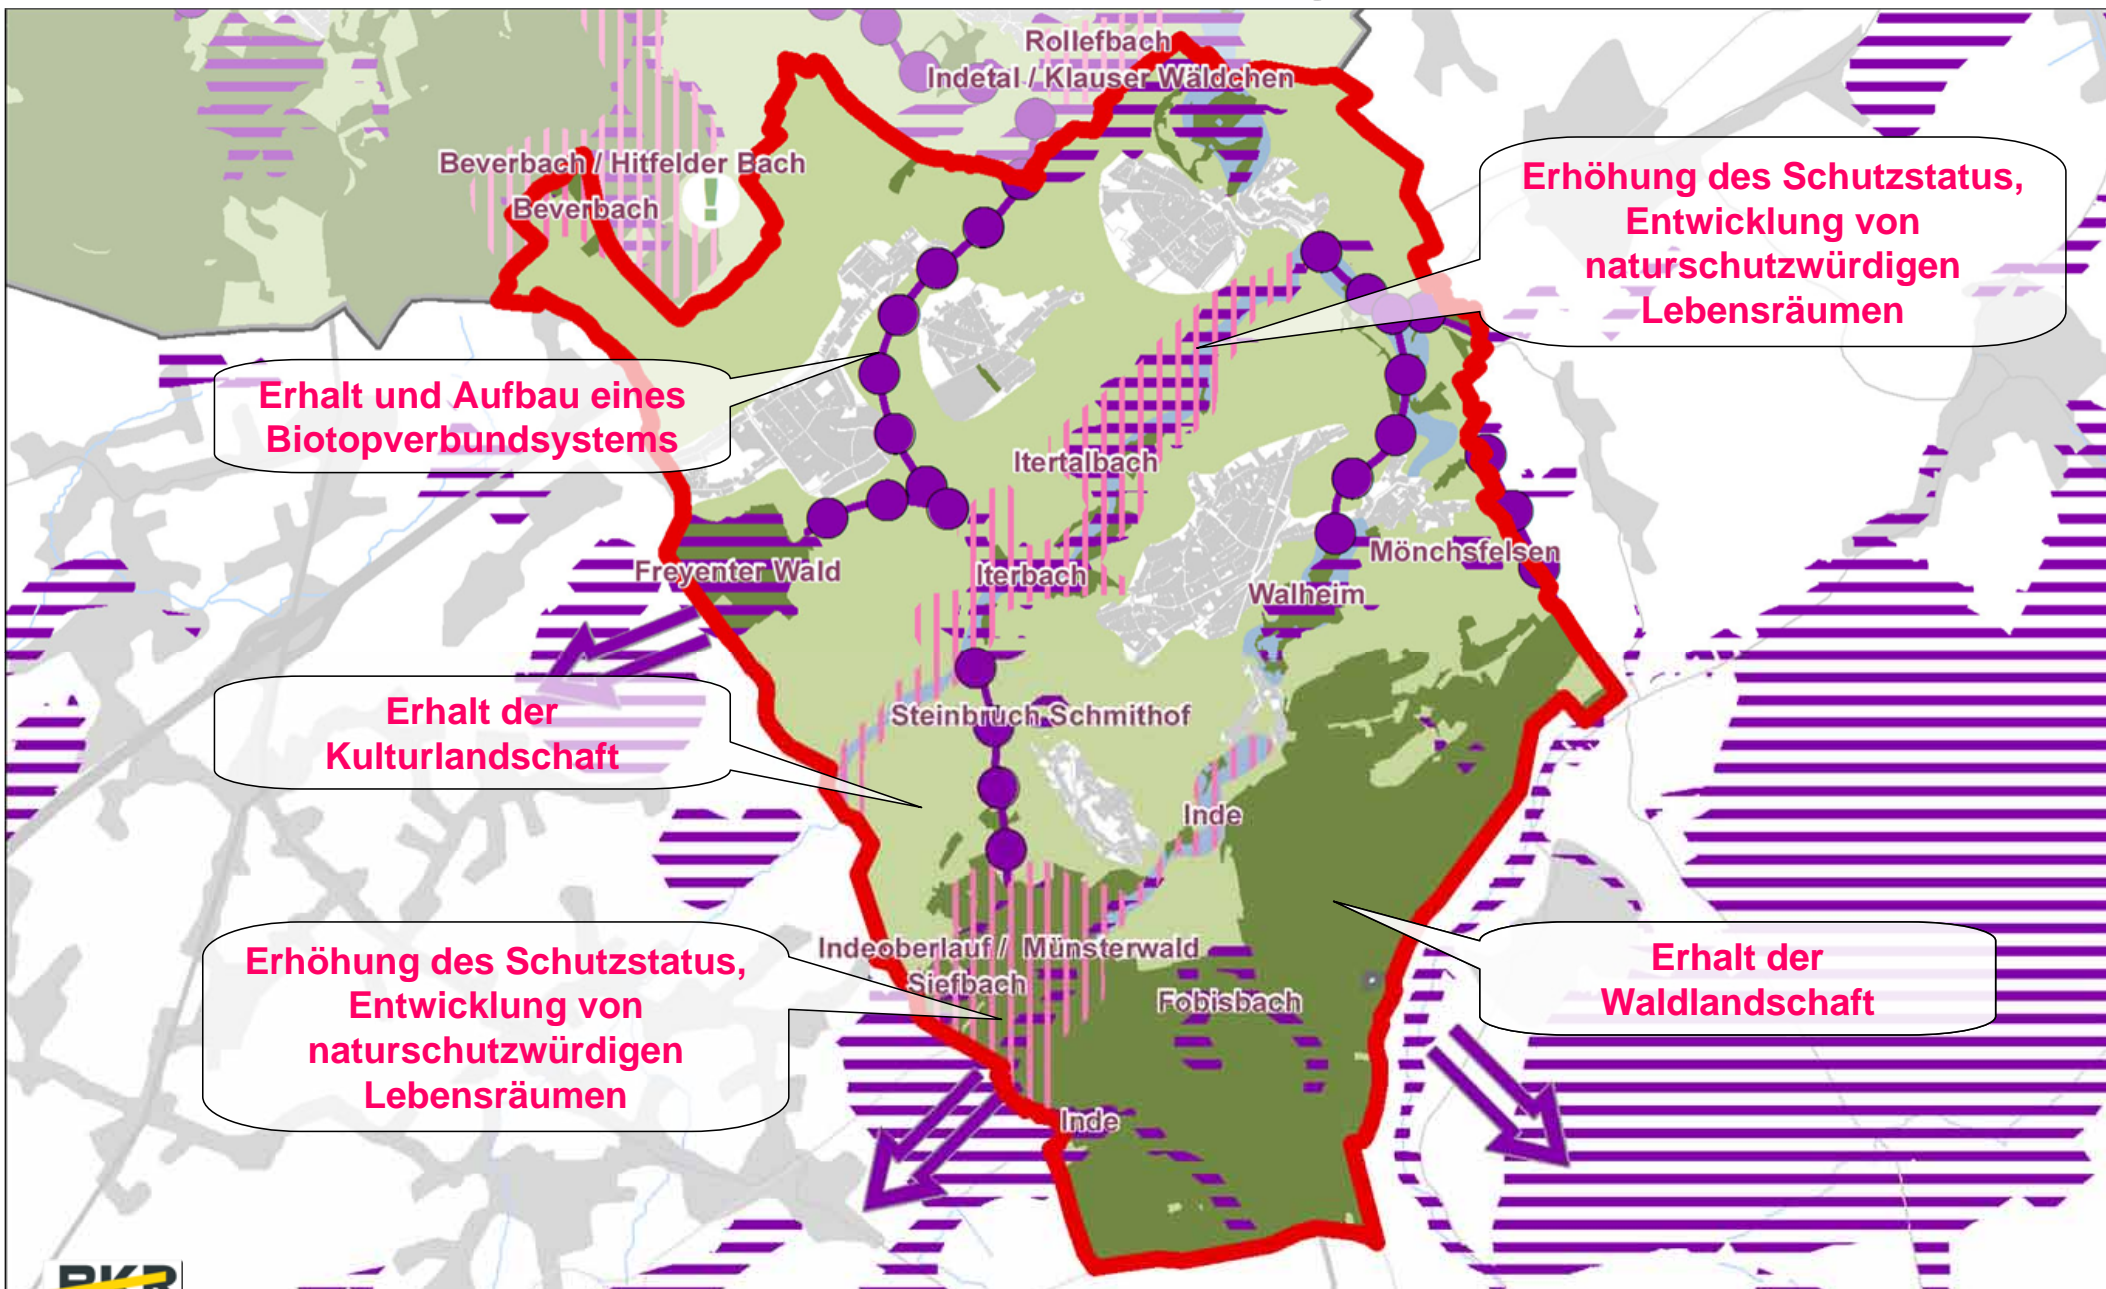 Rollefbach
Indetal / Klauser Wäldchen
Beverbach / Hitfelder Bach
!
Beverbach
Erhöhung des Schutzstatus,
Entwicklung von
naturschutzwürdigen
Lebensräumen
Erhalt und Aufbau eines
Biotopverbundsystems
Itertalbach
Mönchsfelsen
Freyenter Wald
Iterbach
Walheim
Erhalt der
Kulturlandschaft
Steinbruch Schmithof
Inde
Erhöhung des Schutzstatus,
Entwicklung von
naturschutzwürdigen
Lebensräumen
Indeoberlauf / Münsterwald
Siefbach
Fobisbach
Erhalt der
Waldlandschaft
Inde
BKR